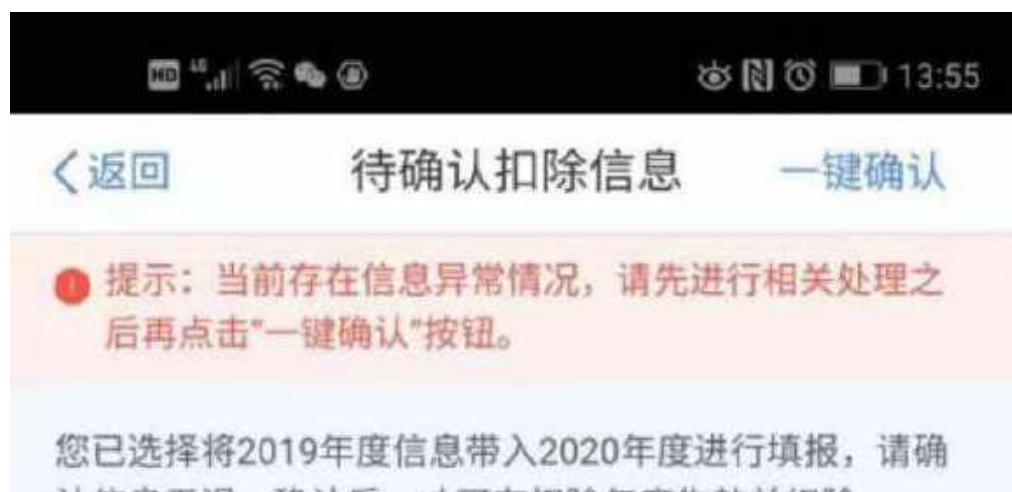 HD 4G 13:55
返回 待确认扣除信息 一键确认
提示：当前存在信息异常情况，请先进行相关处理之
后再点击“一键确认”按钮。
您已选择将2019年度信息带入2020年度进行填报，请确